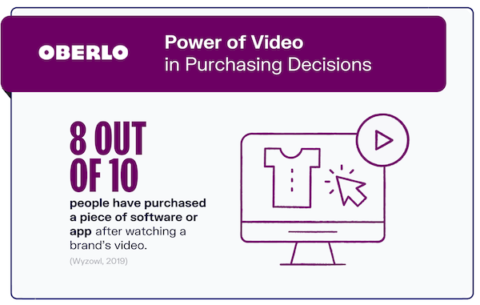 OBERLO
Power of Video
in Purchasing Decisions
8 OUT
OF 10
people have purchased
a piece of software or
app after watching a
brand's video.
(Wyzowl, 2019)